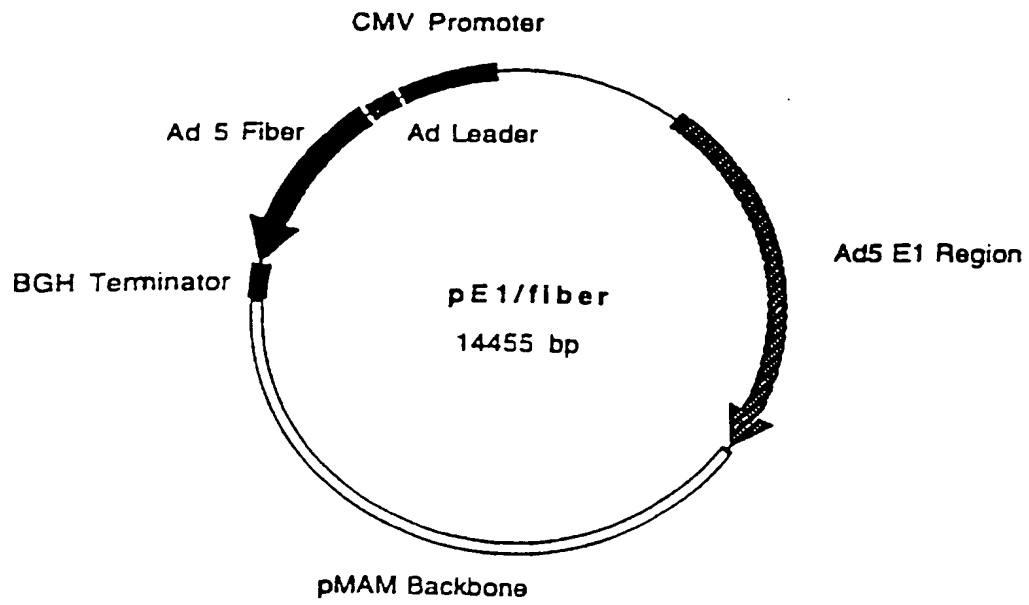 CMV Promoter
Ad 5 Fiber
Ad Leader
Ad5 E1 Region
BGH Terminator
pE1/fiber
14455 bp
pMAM Backbone